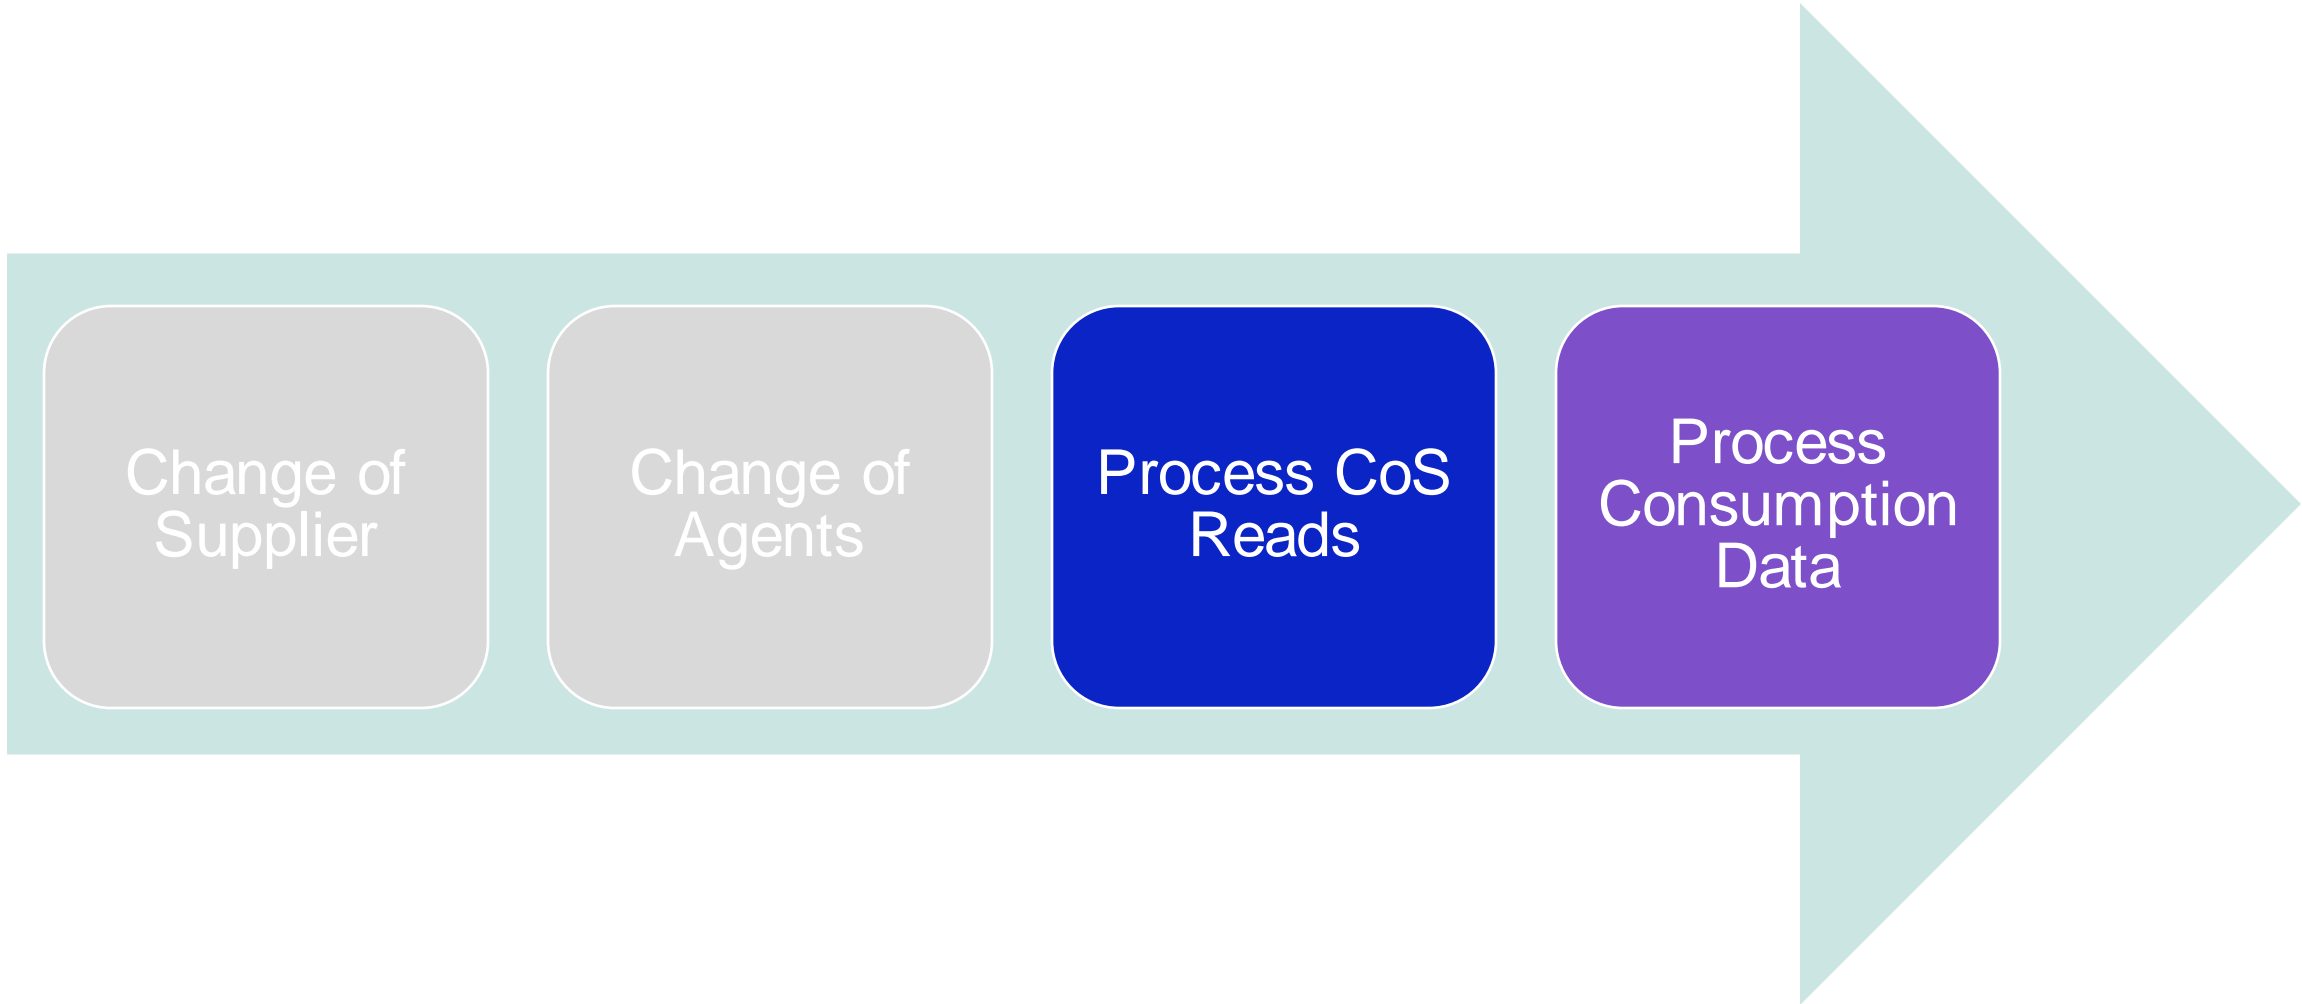 Change of
Supplier
Change of
Agents
Process CoS
Reads
Process
Consumption
Data